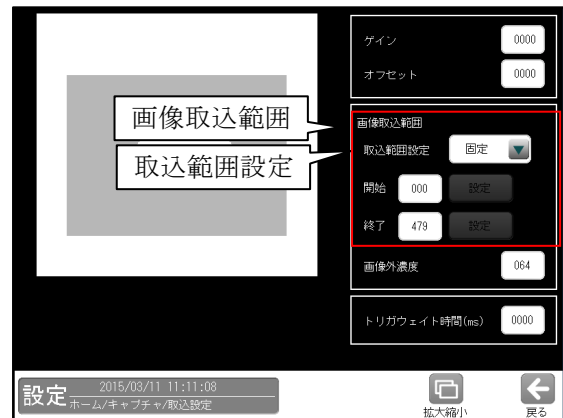 ゲイン 0000
オフセット 0000
画像取込範囲
取込範囲設定
画像取込範囲
取込範囲設定 固定
開始 000 設定
終了 479 設定
画像外濃度 064
トリガウェイト時間(ms) 0000
設定 2015/03/11 11:11:08
ホーム/キャプチャ/取込設定
拡大縮小 戻る